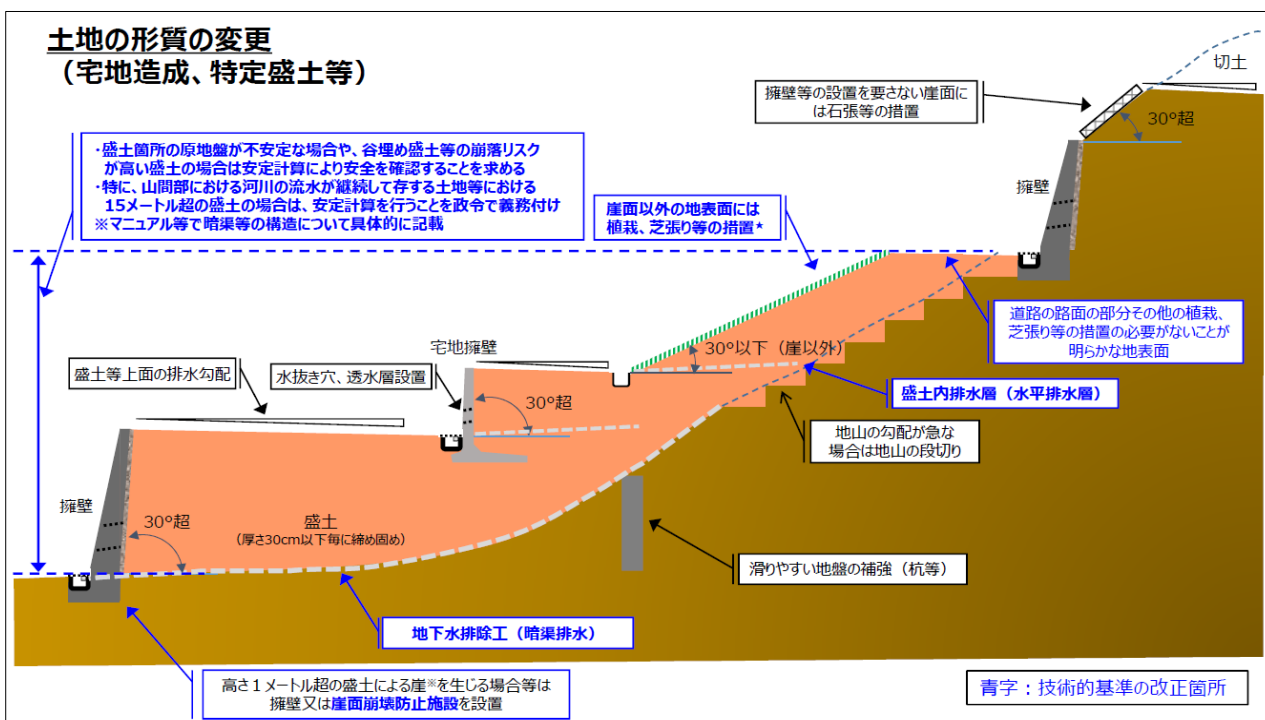 土地の形質の変更
（宅地造成、特定盛土等）
切土
擁壁等の設置を要さない崖面に
は石張等の措置
30°超
・盛土箇所の原地盤が不安定な場合や、谷埋め盛土等の崩落リスク
が高い盛土の場合は安定計算により安全を確認することを求める
・特に、山間部における河川の流水が継続して存する土地等における
15メートル超の盛土の場合は、安定計算を行うことを政令で義務付け
※マニュアル等で暗渠等の構造について具体的に記載
擁壁
崖面以外の地表面には
植栽、芝張り等の措置*
道路の路面の部分その他の植栽、
芝張り等の措置の必要がないことが
明らかな地表面
宅地擁壁
30°以下（崖以外）
盛土等上面の排水勾配
水抜き穴、透水層設置
30°超
盛土内排水層（水平排水層）
地山の勾配が急な
場合は地山の段切り
擁壁
30°超
盛土
（厚さ30cm以下毎に締め固め）
滑りやすい地盤の補強（杭等）
地下水排除工（暗渠排水）
高さ１メートル超の盛土による崖※を生じる場合等は
擁壁又は崖面崩壊防止施設を設置
青字：技術的基準の改正箇所